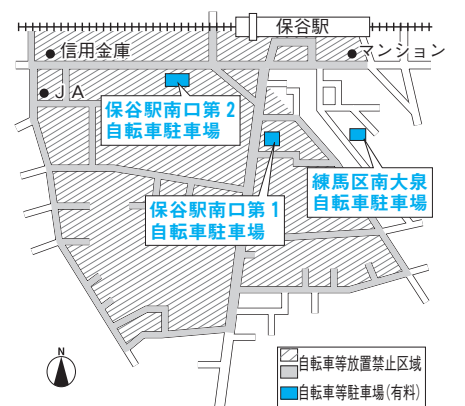 保谷駅
●信用金庫
●マンション
●JA
保谷駅南口第2
自転車駐車場
保谷駅南口第1
自転車駐車場
練馬区南大泉
自転車駐車場
N
自転車等放置禁止区域
自転車等駐車場(有料)